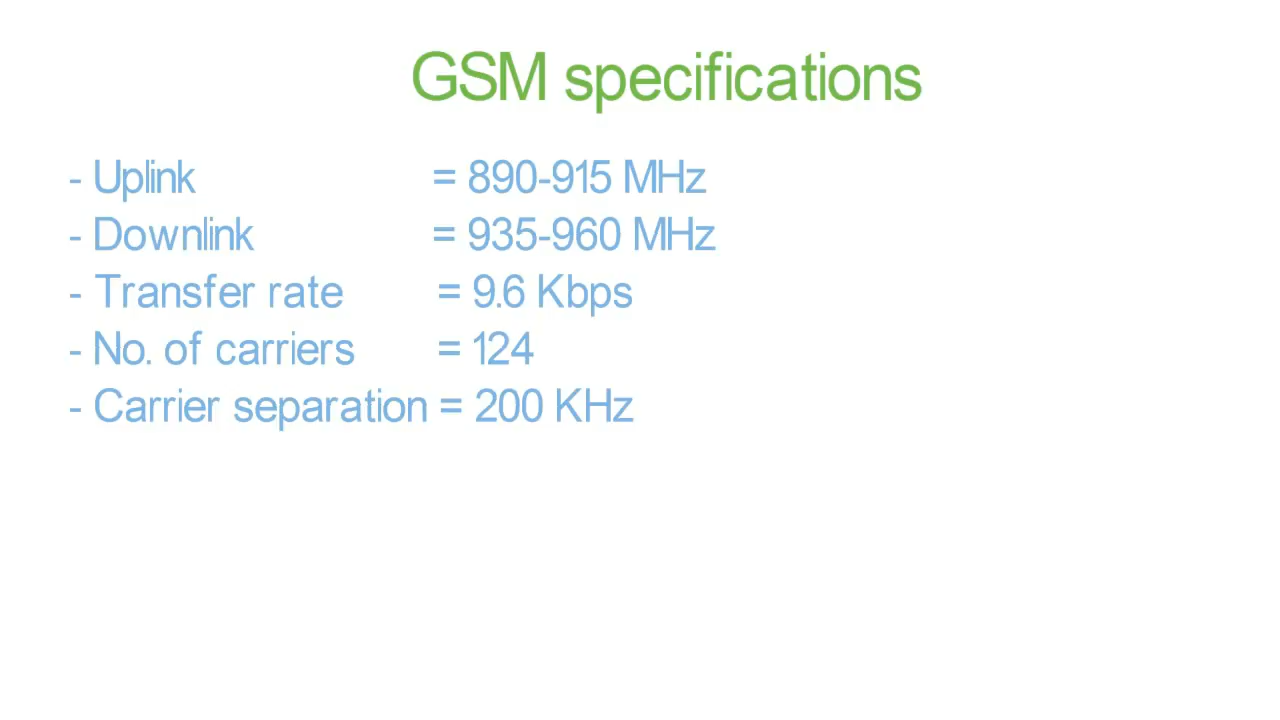 GSM specifications
- Uplink = 890-915 MHz
- Downlink = 935-960 MHz
- Transfer rate = 9.6 Kbps
- No. of carriers = 124
- Carrier separation = 200 KHz